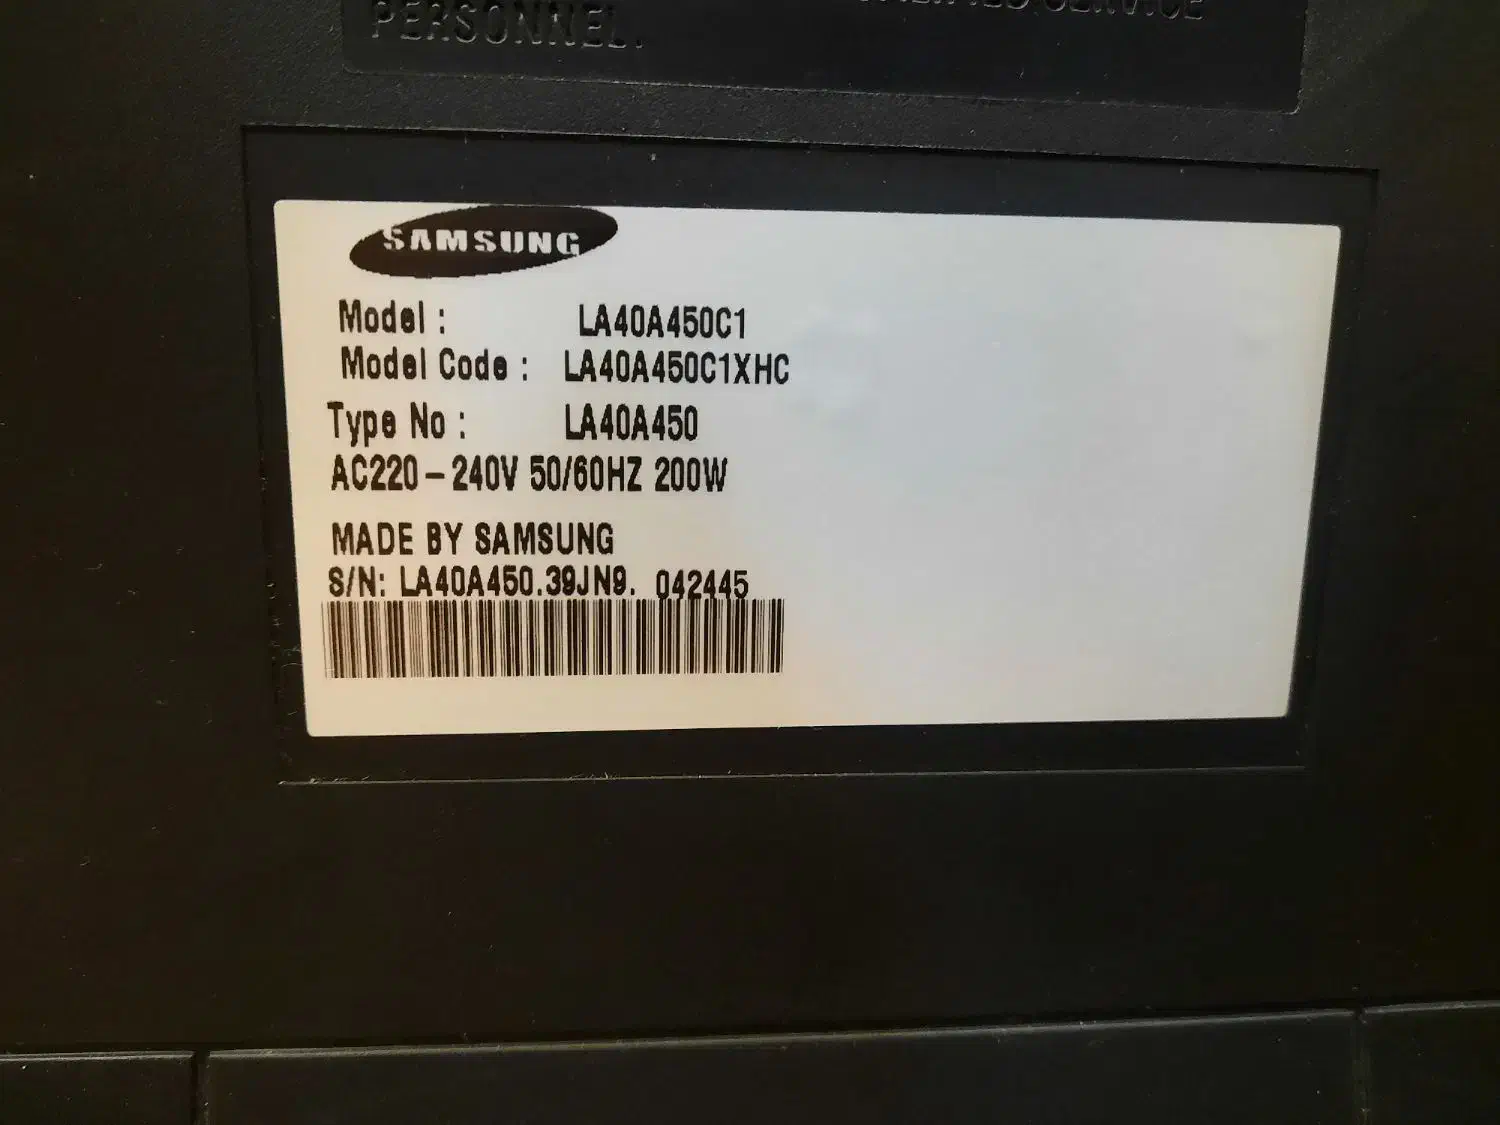 SERVICE
PERSONNEL.
SAMSUNG
Model : LA40A450C1
Model Code : LA40A450C1XHC
Type No : LA40A450
AC220-240V 50/60HZ 200W
MADE BY SAMSUNG
S/N: LA40A450.39JN9. 042445